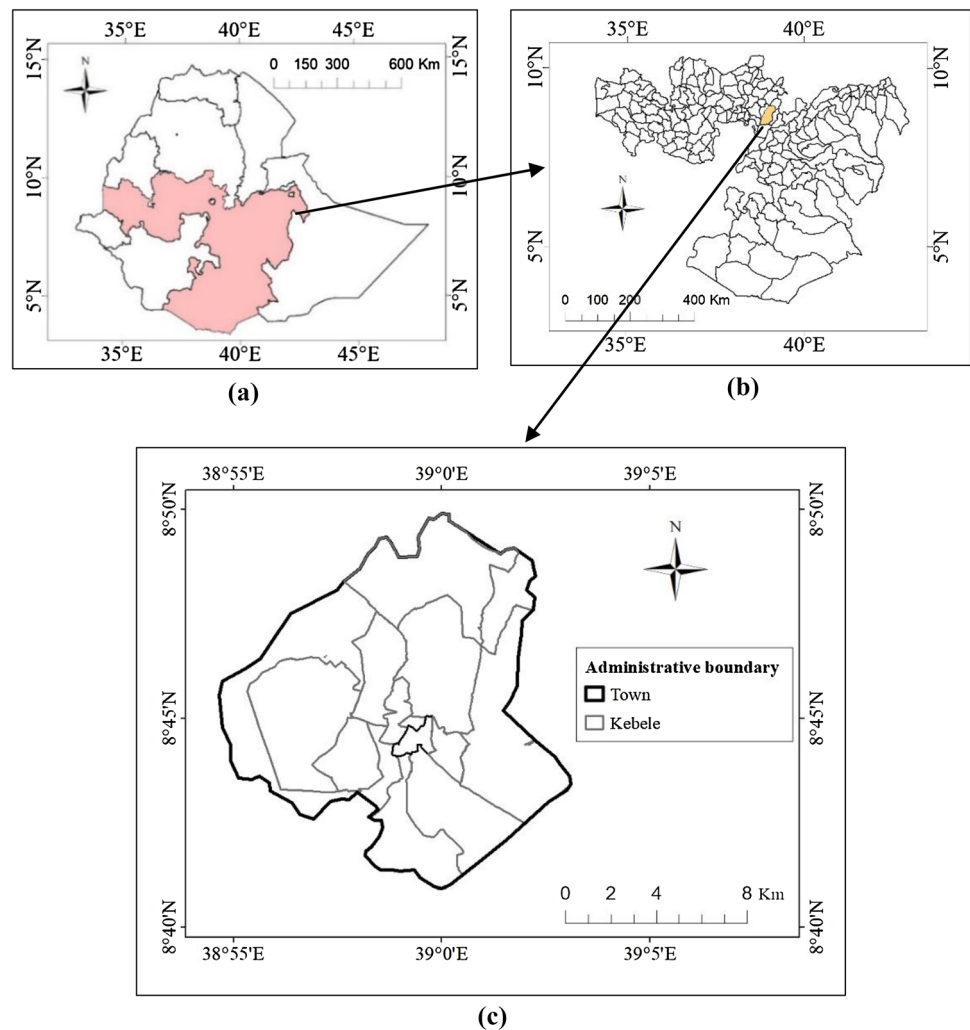 35°E 40°E 45°E
15°N 15°N
N
0 150 300 600 Km
10°N 10°N
5°N 5°N
35°E 40°E 45°E
(a)
35°E 40°E
10°N 10°N
N
5°N 5°N
0 100 200 400 Km
35°E 40°E
(b)
38°55'E 39°0'E 39°5'E
8°50'N 8°50'N
N
Administrative boundary
Town
Kebele
8°45'N 8°45'N
0 2 4 8 Km
8°40'N 8°40'N
38°55'E 39°0'E 39°5'E
(c)